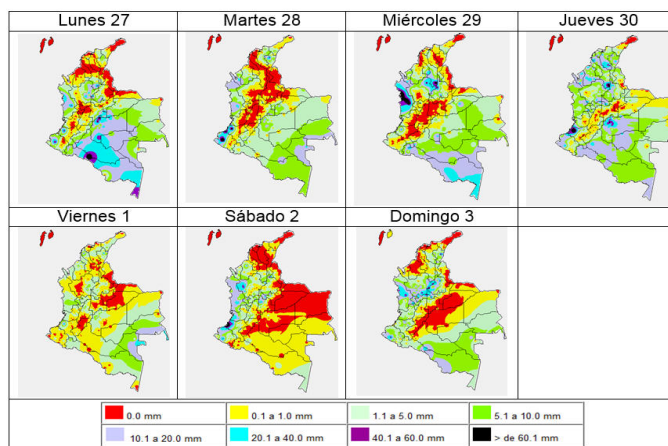 Lunes 27
Martes 28
Miércoles 29
Jueves 30
Viernes 1
Sábado 2
Domingo 3
0.0 mm
0.1 a 1.0 mm
1.1 a 5.0 mm
5.1 a 10.0 mm
10.1 a 20.0 mm
20.1 a 40.0 mm
40.1 a 60.0 mm
> de 60.1 mm